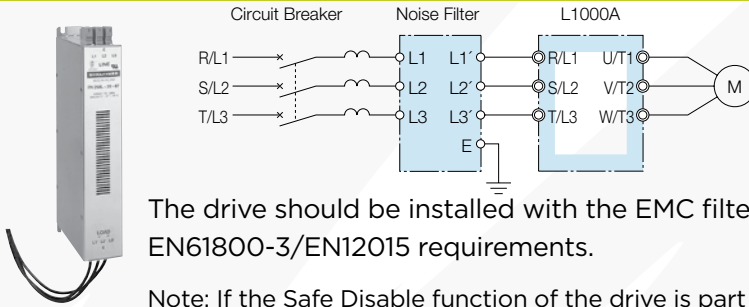 Circuit Breaker Noise Filter L1000A
R/L1 L1 L1´ R/L1 U/T1
S/L2 L2 L2´ S/L2 V/T2 M
T/L3 L3 L3´ T/L3 W/T3
E
LINE
LOAD
The drive should be installed with the EMC filte
EN61800-3/EN12015 requirements.
Note: If the Safe Disable function of the drive is part